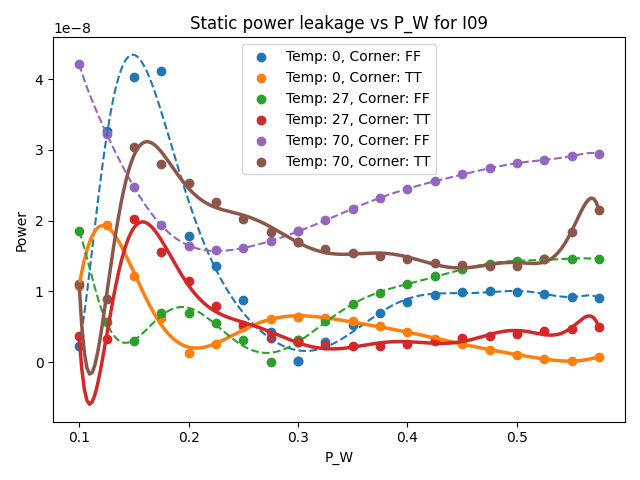 Static power leakage vs P_W for I09
1e−8
Temp: 0, Corner: FF
Temp: 0, Corner: TT
Temp: 27, Corner: FF
Temp: 27, Corner: TT
Temp: 70, Corner: FF
Temp: 70, Corner: TT
4
3
2
1
0
Power
0.1 0.2 0.3 0.4 0.5
P_W